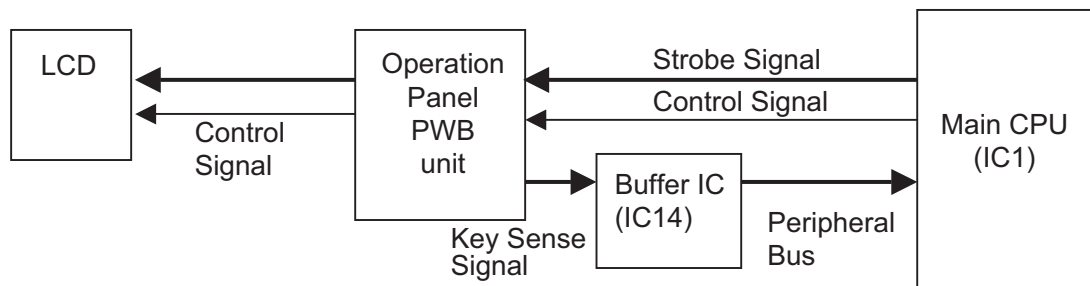 LCD
Operation
Panel
PWB
unit
Strobe Signal
Control Signal
Main CPU
(IC1)
Control
Signal
Buffer IC
(IC14)
Key Sense
Signal
Peripheral
Bus